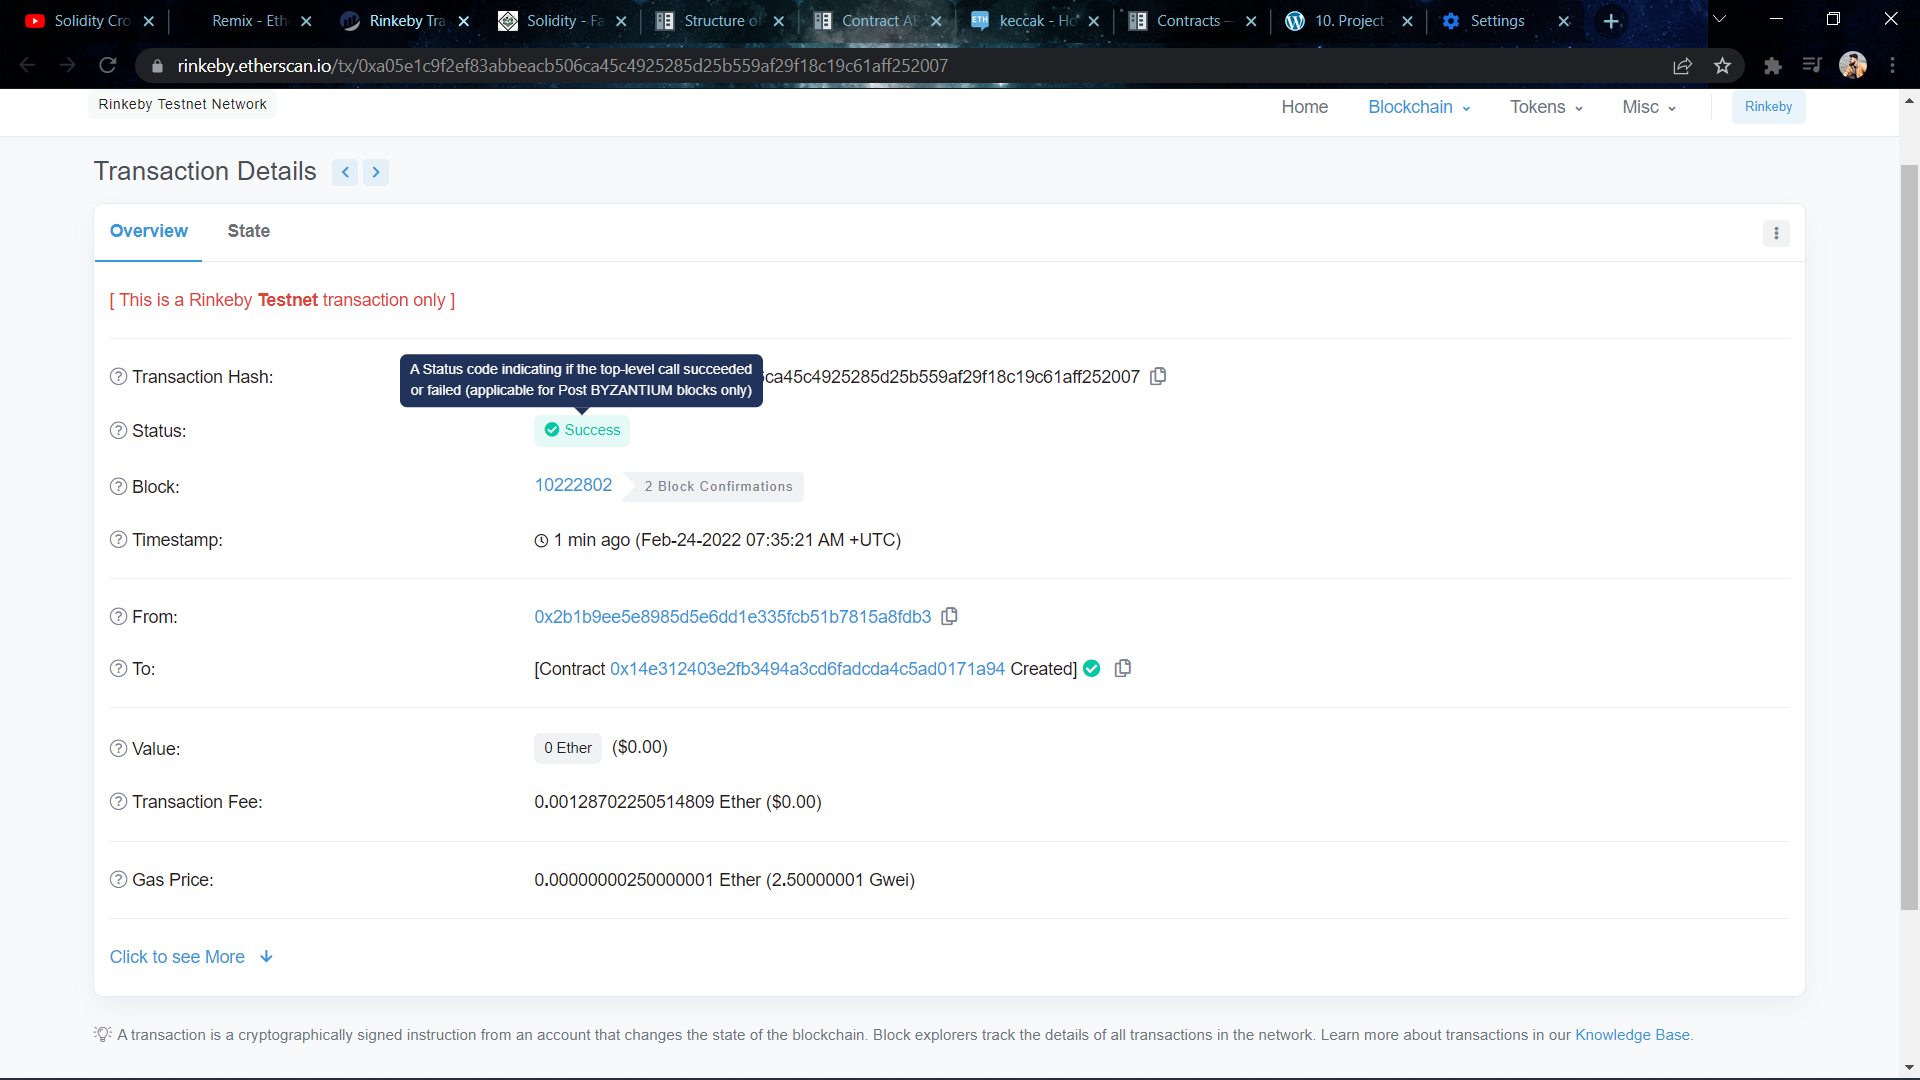 Solidity Cro
Remix - Eth
Rinkeby Tra
Solidity - Fa
Structure o
Contract AB
keccak - Ho
Contracts —
10. Project
Settings
rinkeby.etherscan.io/tx/0xa05e1c9f2ef83abbeacb506ca45c4925285d25b559af29f18c19c61aff252007
Rinkeby Testnet Network
Home
Blockchain
Tokens
Misc
Rinkeby
Transaction Details
Overview
State
[ This is a Rinkeby Testnet transaction only ]
A Status code indicating if the top-level call succeeded
or failed (applicable for Post BYZANTIUM blocks only)
Transaction Hash:
ca45c4925285d25b559af29f18c19c61aff252007
Status:
Success
Block:
10222802
2 Block Confirmations
Timestamp:
1 min ago (Feb-24-2022 07:35:21 AM +UTC)
From:
0x2b1b9ee5e8985d5e6dd1e335fcb51b7815a8fdb3
To:
[Contract 0x14e312403e2fb3494a3cd6fadcda4c5ad0171a94 Created]
Value:
0 Ether ($0.00)
Transaction Fee:
0.00128702250514809 Ether ($0.00)
Gas Price:
0.00000000250000001 Ether (2.50000001 Gwei)
Click to see More
A transaction is a cryptographically signed instruction from an account that changes the state of the blockchain. Block explorers track the details of all transactions in the network. Learn more about transactions in our Knowledge Base.